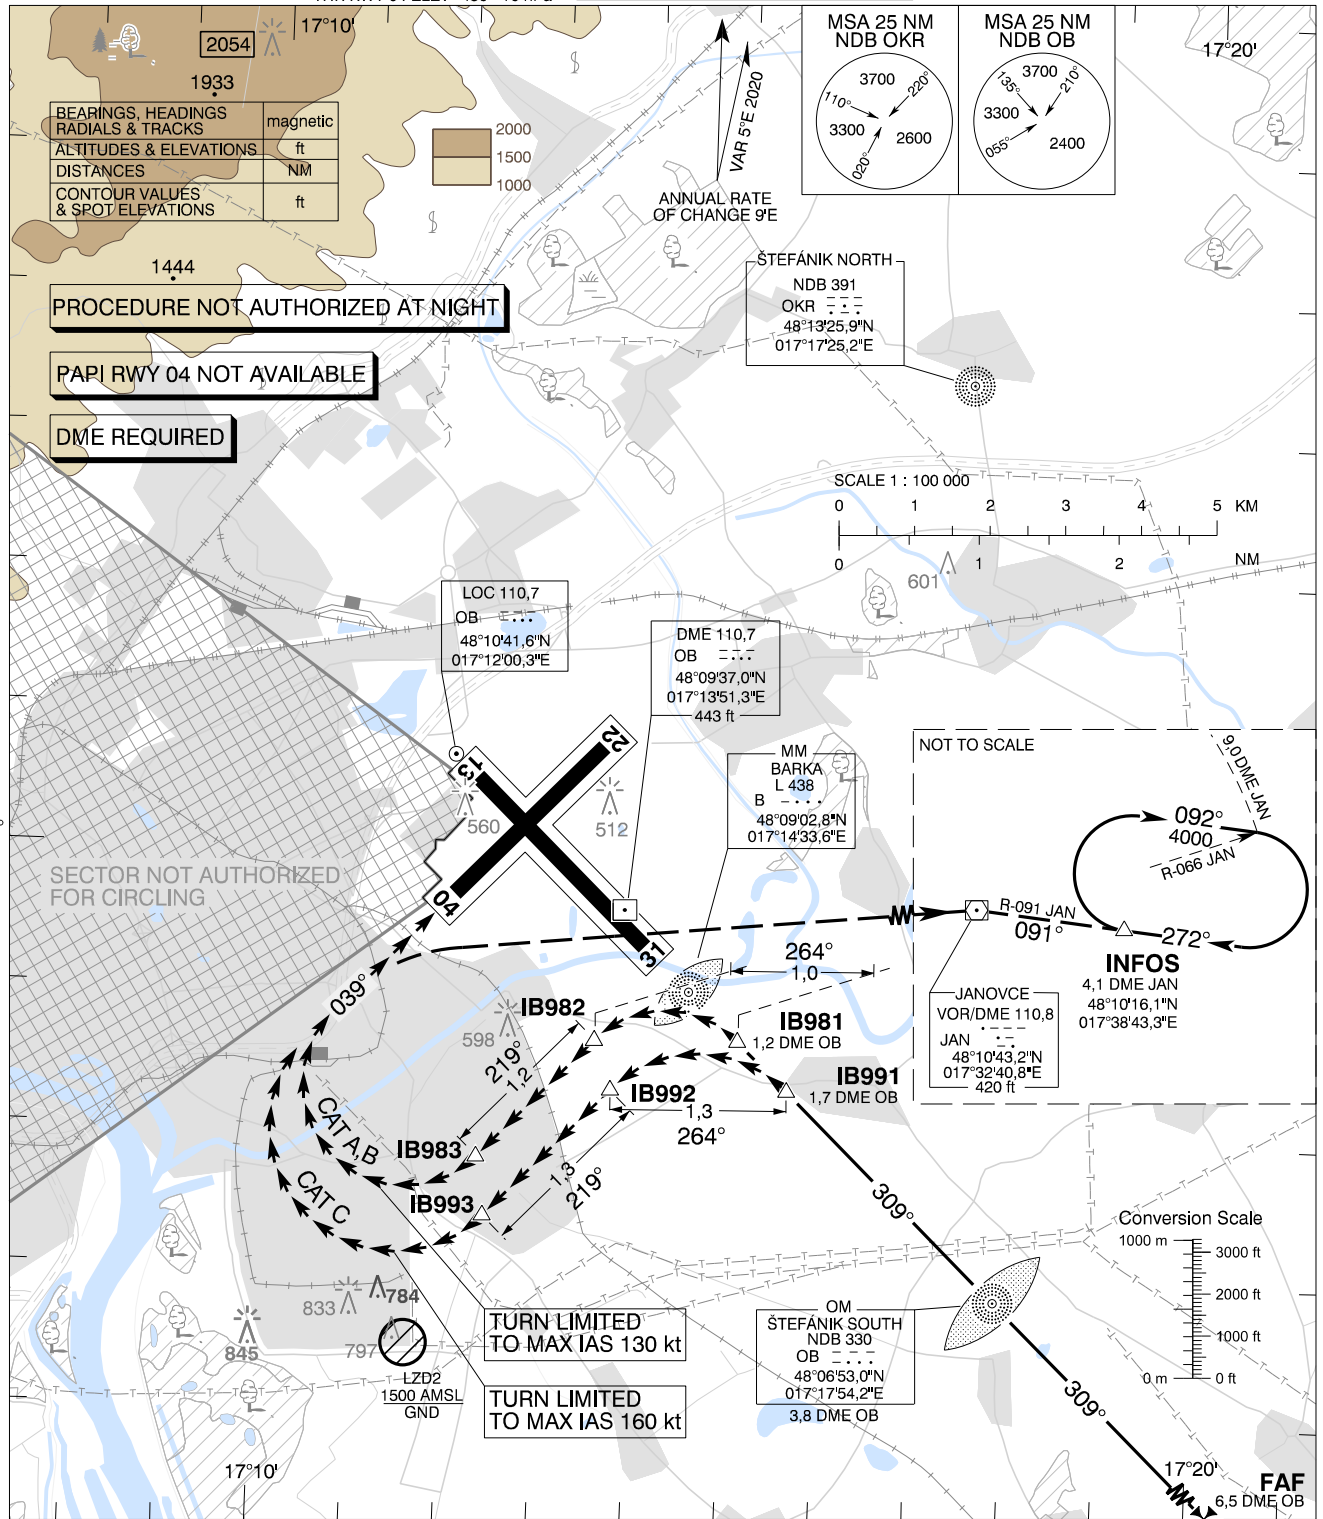 17°10'
2054
1933
BEARINGS, HEADINGS
RADIALS & TRACKS
magnetic
ALTITUDES & ELEVATIONS
ft
DISTANCES
NM
CONTOUR VALUES
& SPOT ELEVATIONS
ft
2000
1500
1000
VAR 5°E 2020
ANNUAL RATE
OF CHANGE 9'E
MSA 25 NM
NDB OKR
3700
110°
220°
3300
2600
020°
MSA 25 NM
NDB OB
3700
135°
210°
3300
055°
2400
17°20'
1444
PROCEDURE NOT AUTHORIZED AT NIGHT
PAPI RWY 04 NOT AVAILABLE
DME REQUIRED
ŠTEFÁNIK NORTH
NDB 391
OKR
48°13'25,9"N
017°17'25,2"E
SCALE 1 : 100 000
0 1 2 3 4 5 KM
0 1 2 NM
601
LOC 110,7
OB
48°10'41,6"N
017°12'00,3"E
DME 110,7
OB
48°09'37,0"N
017°13'51,3"E
443 ft
MM
BARKA
L 438
B
48°09'02,8"N
017°14'33,6"E
13
22
04
31
560
512
SECTOR NOT AUTHORIZED
FOR CIRCLING
NOT TO SCALE
9,0 DME JAN
092°
4000
R-066 JAN
R-091 JAN
091°
272°
INFOS
4,1 DME JAN
48°10'16,1"N
017°38'43,3"E
JANOVCE
VOR/DME 110,8
JAN
48°10'43,2"N
017°32'40,8"E
420 ft
039°
264°
1,0
IB982
IB981
1,2 DME OB
598
219°
1,2
IB991
1,7 DME OB
IB992
1,3
264°
IB983
CAT A,B
1,3
219°
IB993
CAT C
309°
Conversion Scale
1000 m
3000 ft
2000 ft
1000 ft
0 m
0 ft
833
784
845
797
LZD2
1500 AMSL
GND
TURN LIMITED
TO MAX IAS 130 kt
TURN LIMITED
TO MAX IAS 160 kt
OM
ŠTEFÁNIK SOUTH
NDB 330
OB
48°06'53,0"N
017°17'54,2"E
3,8 DME OB
309°
17°10'
17°20'
FAF
6,5 DME OB